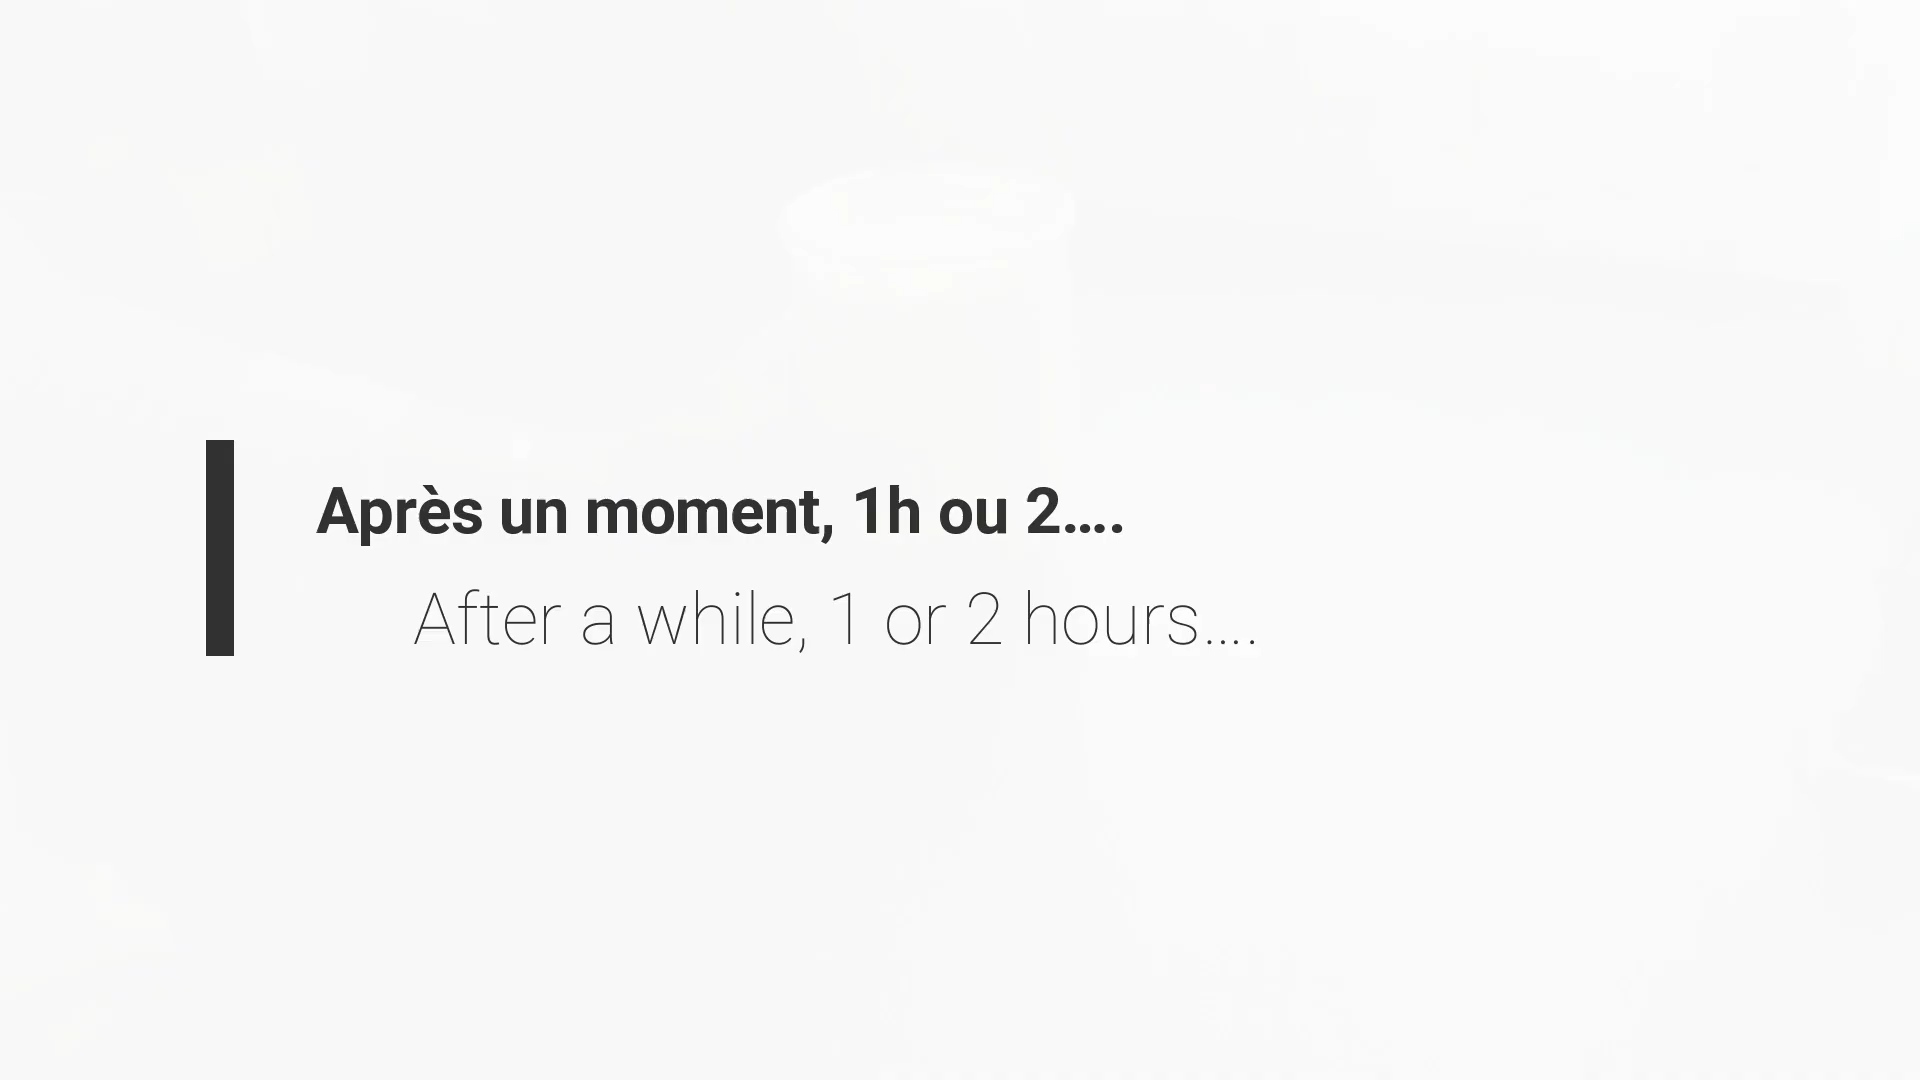 Après un moment, 1h ou 2....
After a while, 1 or 2 hours....